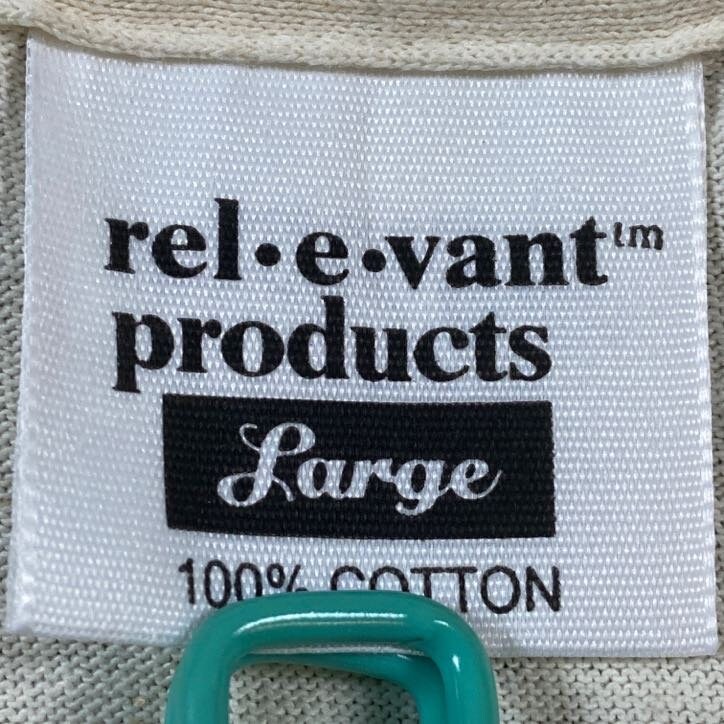 rel•e•vant™
products
Large
100% COTTON